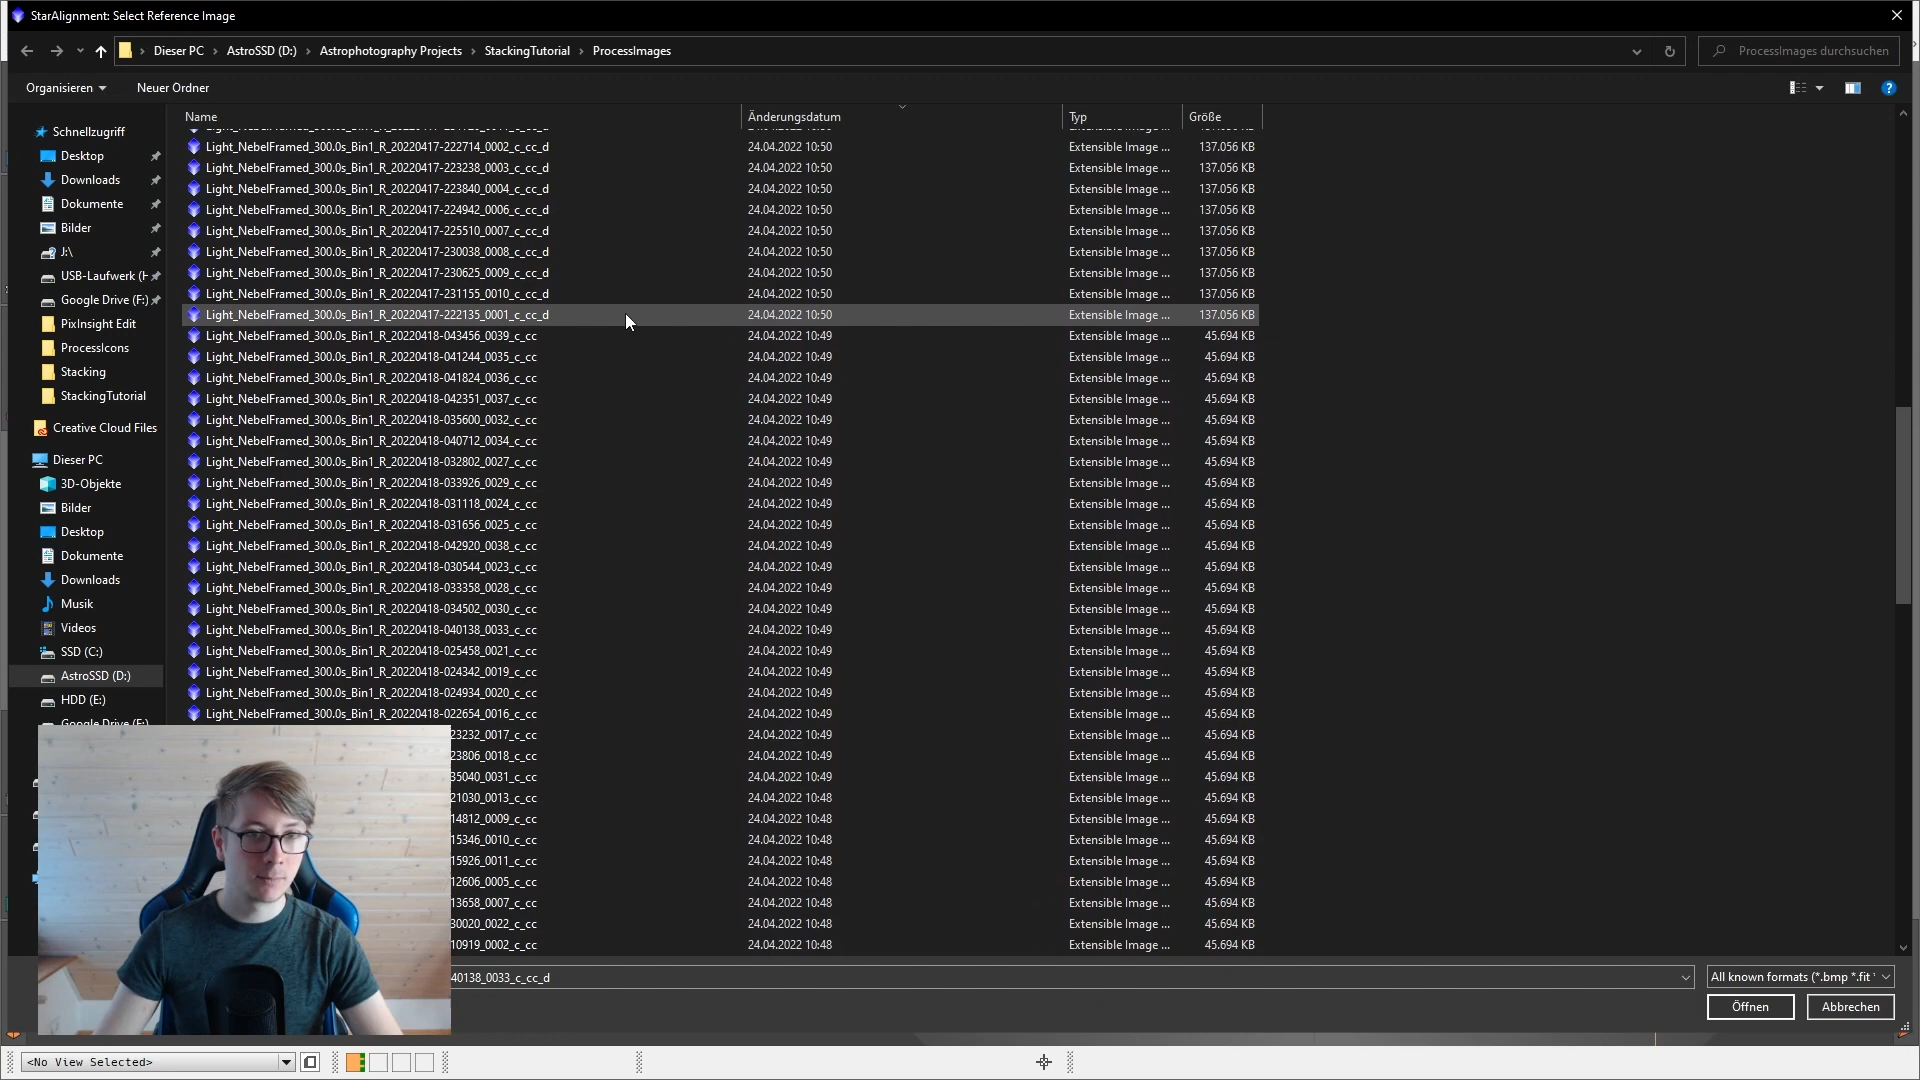 StarAlignment: Select Reference Image
Dieser PC > AstroSSD (D:) > Astrophotography Projects > StackingTutorial > ProcessImages
ProcessImages durchsuchen
Organisieren
Neuer Ordner
Name Änderungsdatum Typ Größe
Schnellzugriff
Desktop
Downloads
Dokumente
Bilder
J:\
USB-Laufwerk (H
Google Drive (F:)
PixInsight Edit
ProcessIcons
Stacking
StackingTutorial
Creative Cloud Files
Dieser PC
3D-Objekte
Bilder
Desktop
Dokumente
Downloads
Musik
Videos
SSD (C:)
AstroSSD (D:)
HDD (E:)
Google Drive (F:)
Light_NebelFramed_300.0s_Bin1_R_20220417-222714_0002_c_cc_d 24.04.2022 10:50 Extensible Image ... 137.056 KB
Light_NebelFramed_300.0s_Bin1_R_20220417-223238_0003_c_cc_d 24.04.2022 10:50 Extensible Image ... 137.056 KB
Light_NebelFramed_300.0s_Bin1_R_20220417-223840_0004_c_cc_d 24.04.2022 10:50 Extensible Image ... 137.056 KB
Light_NebelFramed_300.0s_Bin1_R_20220417-224942_0006_c_cc_d 24.04.2022 10:50 Extensible Image ... 137.056 KB
Light_NebelFramed_300.0s_Bin1_R_20220417-225510_0007_c_cc_d 24.04.2022 10:50 Extensible Image ... 137.056 KB
Light_NebelFramed_300.0s_Bin1_R_20220417-230038_0008_c_cc_d 24.04.2022 10:50 Extensible Image ... 137.056 KB
Light_NebelFramed_300.0s_Bin1_R_20220417-230625_0009_c_cc_d 24.04.2022 10:50 Extensible Image ... 137.056 KB
Light_NebelFramed_300.0s_Bin1_R_20220417-231155_0010_c_cc_d 24.04.2022 10:50 Extensible Image ... 137.056 KB
Light_NebelFramed_300.0s_Bin1_R_20220417-222135_0001_c_cc_d 24.04.2022 10:50 Extensible Image ... 137.056 KB
Light_NebelFramed_300.0s_Bin1_R_20220418-043456_0039_c_cc 24.04.2022 10:49 Extensible Image ... 45.694 KB
Light_NebelFramed_300.0s_Bin1_R_20220418-041244_0035_c_cc 24.04.2022 10:49 Extensible Image ... 45.694 KB
Light_NebelFramed_300.0s_Bin1_R_20220418-041824_0036_c_cc 24.04.2022 10:49 Extensible Image ... 45.694 KB
Light_NebelFramed_300.0s_Bin1_R_20220418-042351_0037_c_cc 24.04.2022 10:49 Extensible Image ... 45.694 KB
Light_NebelFramed_300.0s_Bin1_R_20220418-035600_0032_c_cc 24.04.2022 10:49 Extensible Image ... 45.694 KB
Light_NebelFramed_300.0s_Bin1_R_20220418-040712_0034_c_cc 24.04.2022 10:49 Extensible Image ... 45.694 KB
Light_NebelFramed_300.0s_Bin1_R_20220418-032802_0027_c_cc 24.04.2022 10:49 Extensible Image ... 45.694 KB
Light_NebelFramed_300.0s_Bin1_R_20220418-033926_0029_c_cc 24.04.2022 10:49 Extensible Image ... 45.694 KB
Light_NebelFramed_300.0s_Bin1_R_20220418-031118_0024_c_cc 24.04.2022 10:49 Extensible Image ... 45.694 KB
Light_NebelFramed_300.0s_Bin1_R_20220418-031656_0025_c_cc 24.04.2022 10:49 Extensible Image ... 45.694 KB
Light_NebelFramed_300.0s_Bin1_R_20220418-042920_0038_c_cc 24.04.2022 10:49 Extensible Image ... 45.694 KB
Light_NebelFramed_300.0s_Bin1_R_20220418-030544_0023_c_cc 24.04.2022 10:49 Extensible Image ... 45.694 KB
Light_NebelFramed_300.0s_Bin1_R_20220418-033358_0028_c_cc 24.04.2022 10:49 Extensible Image ... 45.694 KB
Light_NebelFramed_300.0s_Bin1_R_20220418-034502_0030_c_cc 24.04.2022 10:49 Extensible Image ... 45.694 KB
Light_NebelFramed_300.0s_Bin1_R_20220418-040138_0033_c_cc 24.04.2022 10:49 Extensible Image ... 45.694 KB
Light_NebelFramed_300.0s_Bin1_R_20220418-025458_0021_c_cc 24.04.2022 10:49 Extensible Image ... 45.694 KB
Light_NebelFramed_300.0s_Bin1_R_20220418-024342_0019_c_cc 24.04.2022 10:49 Extensible Image ... 45.694 KB
Light_NebelFramed_300.0s_Bin1_R_20220418-024934_0020_c_cc 24.04.2022 10:49 Extensible Image ... 45.694 KB
Light_NebelFramed_300.0s_Bin1_R_20220418-022654_0016_c_cc 24.04.2022 10:49 Extensible Image ... 45.694 KB
23232_0017_c_cc 24.04.2022 10:49 Extensible Image ... 45.694 KB
23806_0018_c_cc 24.04.2022 10:49 Extensible Image ... 45.694 KB
35040_0031_c_cc 24.04.2022 10:49 Extensible Image ... 45.694 KB
21030_0013_c_cc 24.04.2022 10:48 Extensible Image ... 45.694 KB
14812_0009_c_cc 24.04.2022 10:48 Extensible Image ... 45.694 KB
15346_0010_c_cc 24.04.2022 10:48 Extensible Image ... 45.694 KB
15926_0011_c_cc 24.04.2022 10:48 Extensible Image ... 45.694 KB
12606_0005_c_cc 24.04.2022 10:48 Extensible Image ... 45.694 KB
13658_0007_c_cc 24.04.2022 10:48 Extensible Image ... 45.694 KB
30020_0022_c_cc 24.04.2022 10:48 Extensible Image ... 45.694 KB
10919_0002_c_cc 24.04.2022 10:48 Extensible Image ... 45.694 KB
40138_0033_c_cc_d
All known formats (*.bmp *.fit *
Öffnen
Abbrechen
<No View Selected>